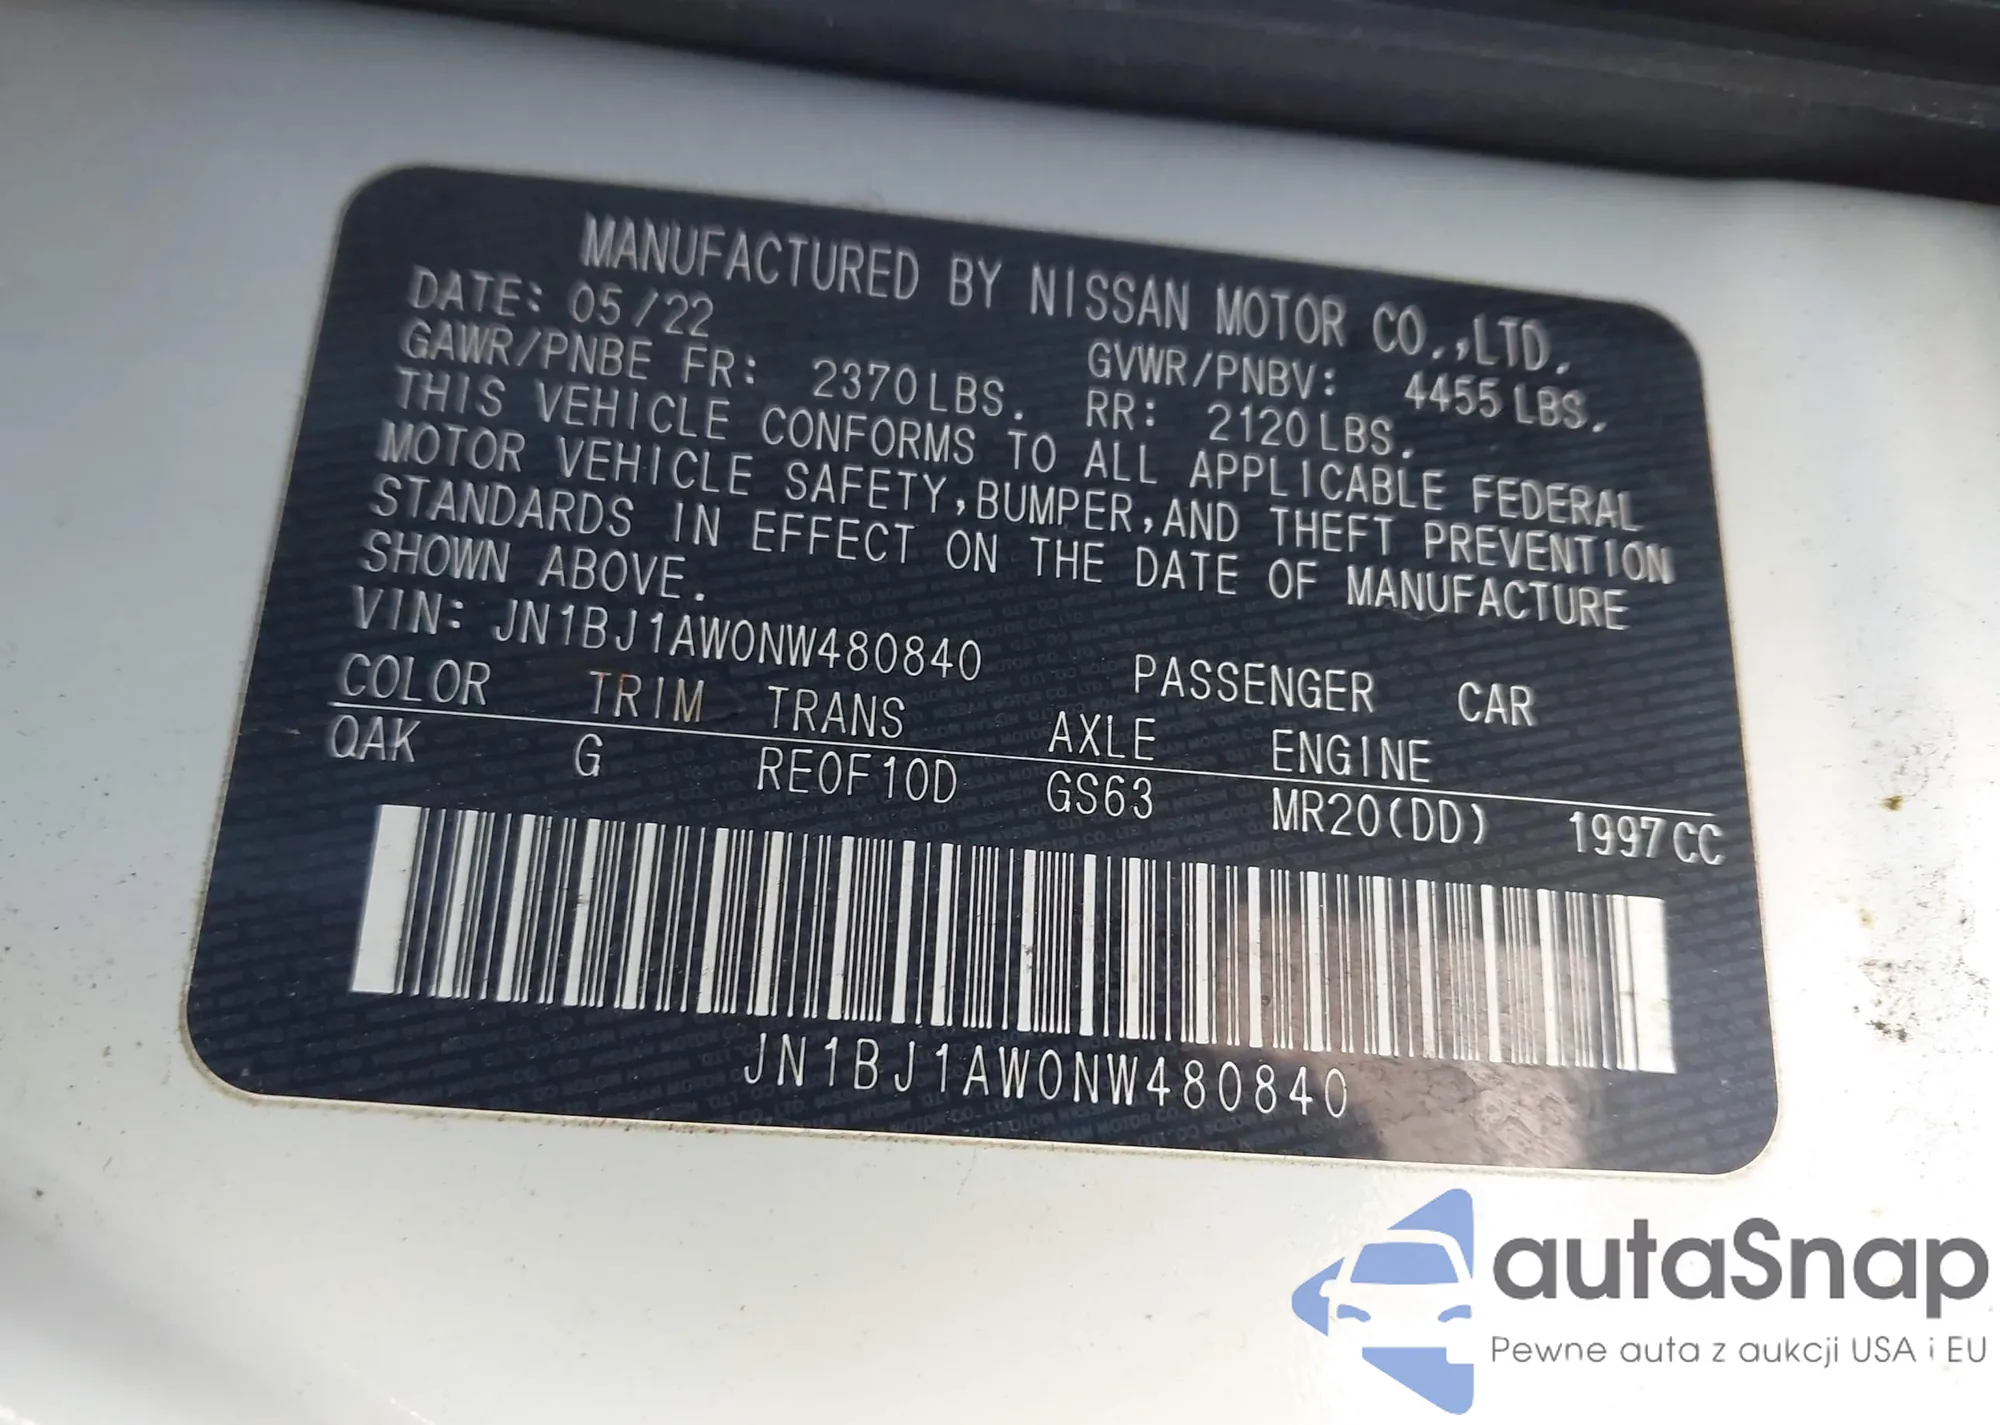 MANUFACTURED BY NISSAN MOTOR CO.,LTD.
DATE: 05/22
GAWR/PNBE FR: 2370LBS. GVWR/PNBV: 4455LBS.
RR: 2120LBS.
THIS VEHICLE CONFORMS TO ALL APPLICABLE FEDERAL
MOTOR VEHICLE SAFETY,BUMPER,AND THEFT PREVENTION
STANDARDS IN EFFECT ON THE DATE OF MANUFACTURE
SHOWN ABOVE.
VIN: JN1BJ1AW0NW480840 PASSENGER CAR
COLOR TRIM TRANS AXLE ENGINE
QAK G RE0F10D GS63 MR20(DD) 1997CC
JN1BJ1AW0NW480840
autaSnap
Pewne auta z aukcji USA i EU